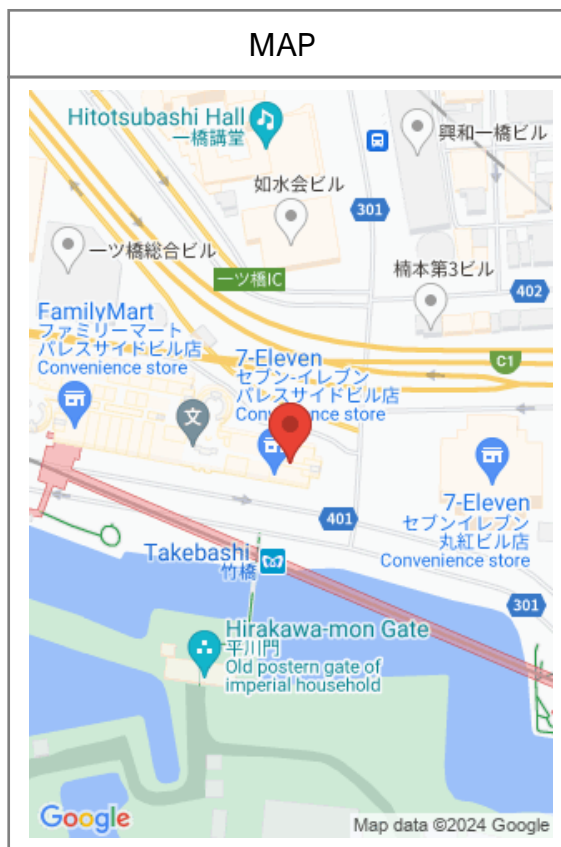 MAP
Hitotsubashi Hall
一橋講堂
興和一橋ビル
如水会ビル
301
一ツ橋総合ビル
一ツ橋IC
楠本第3ビル
402
FamilyMart
ファミリーマート
パレスサイドビル店
Convenience store
7-Eleven
セブン-イレブン
パレスサイドビル店
Convenience store
C1
文
401
7-Eleven
セブンイレブン
丸紅ビル店
Convenience store
Takebashi
竹橋
301
Hirakawa-mon Gate
平川門
Old postern gate of
imperial household
Google
Map data ©2024 Google